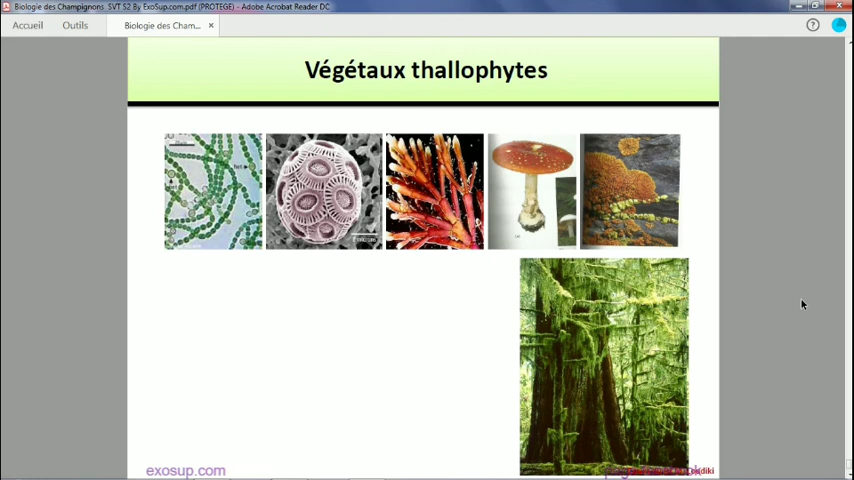 Biologie des Champignons SVT S2 By ExoSup.com.pdf (PROTEGE) - Adobe Acrobat Reader DC
Accueil Outils Biologie des Cham... ×
Végétaux thallophytes
exosup.com